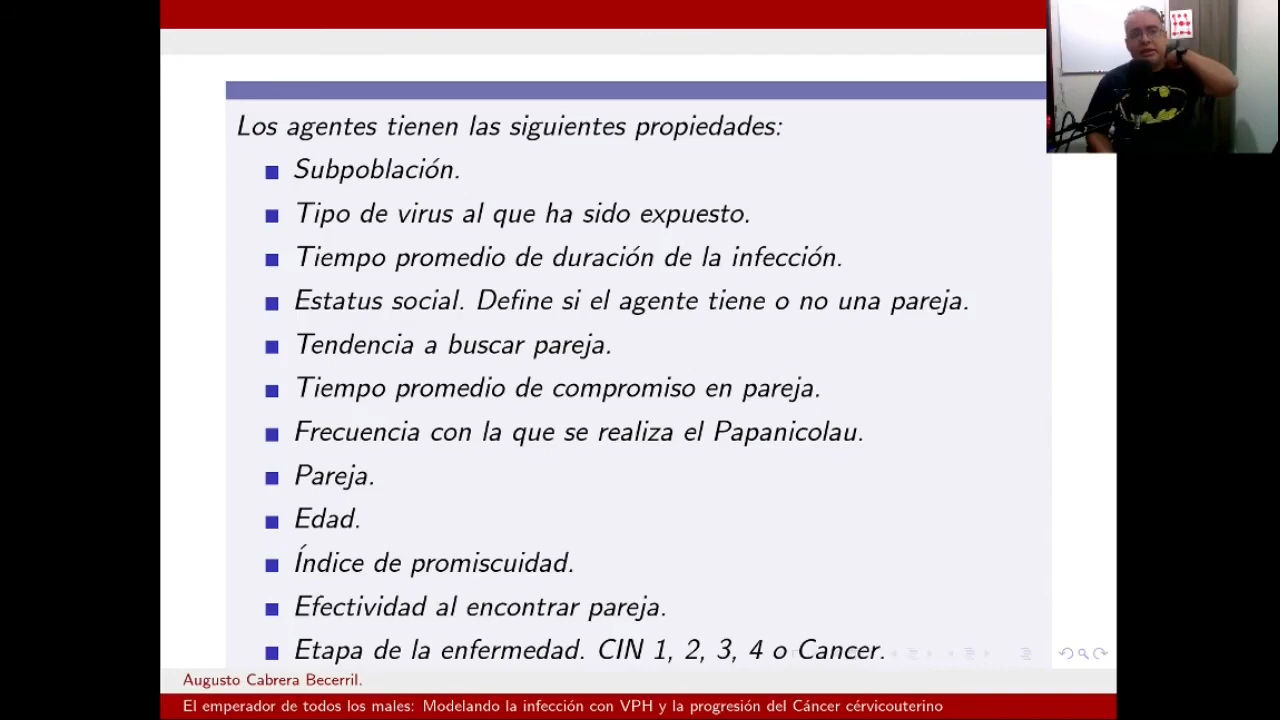 Los agentes tienen las siguientes propiedades:
Subpoblación.
Tipo de virus al que ha sido expuesto.
Tiempo promedio de duración de la infección.
Estatus social. Define si el agente tiene o no una pareja.
Tendencia a buscar pareja.
Tiempo promedio de compromiso en pareja.
Frecuencia con la que se realiza el Papanicolau.
Pareja.
Edad.
Índice de promiscuidad.
Efectividad al encontrar pareja.
Etapa de la enfermedad. CIN 1, 2, 3, 4 o Cancer.
Augusto Cabrera Becerril.
El emperador de todos los males: Modelando la infección con VPH y la progresión del Cáncer cérvicouterino